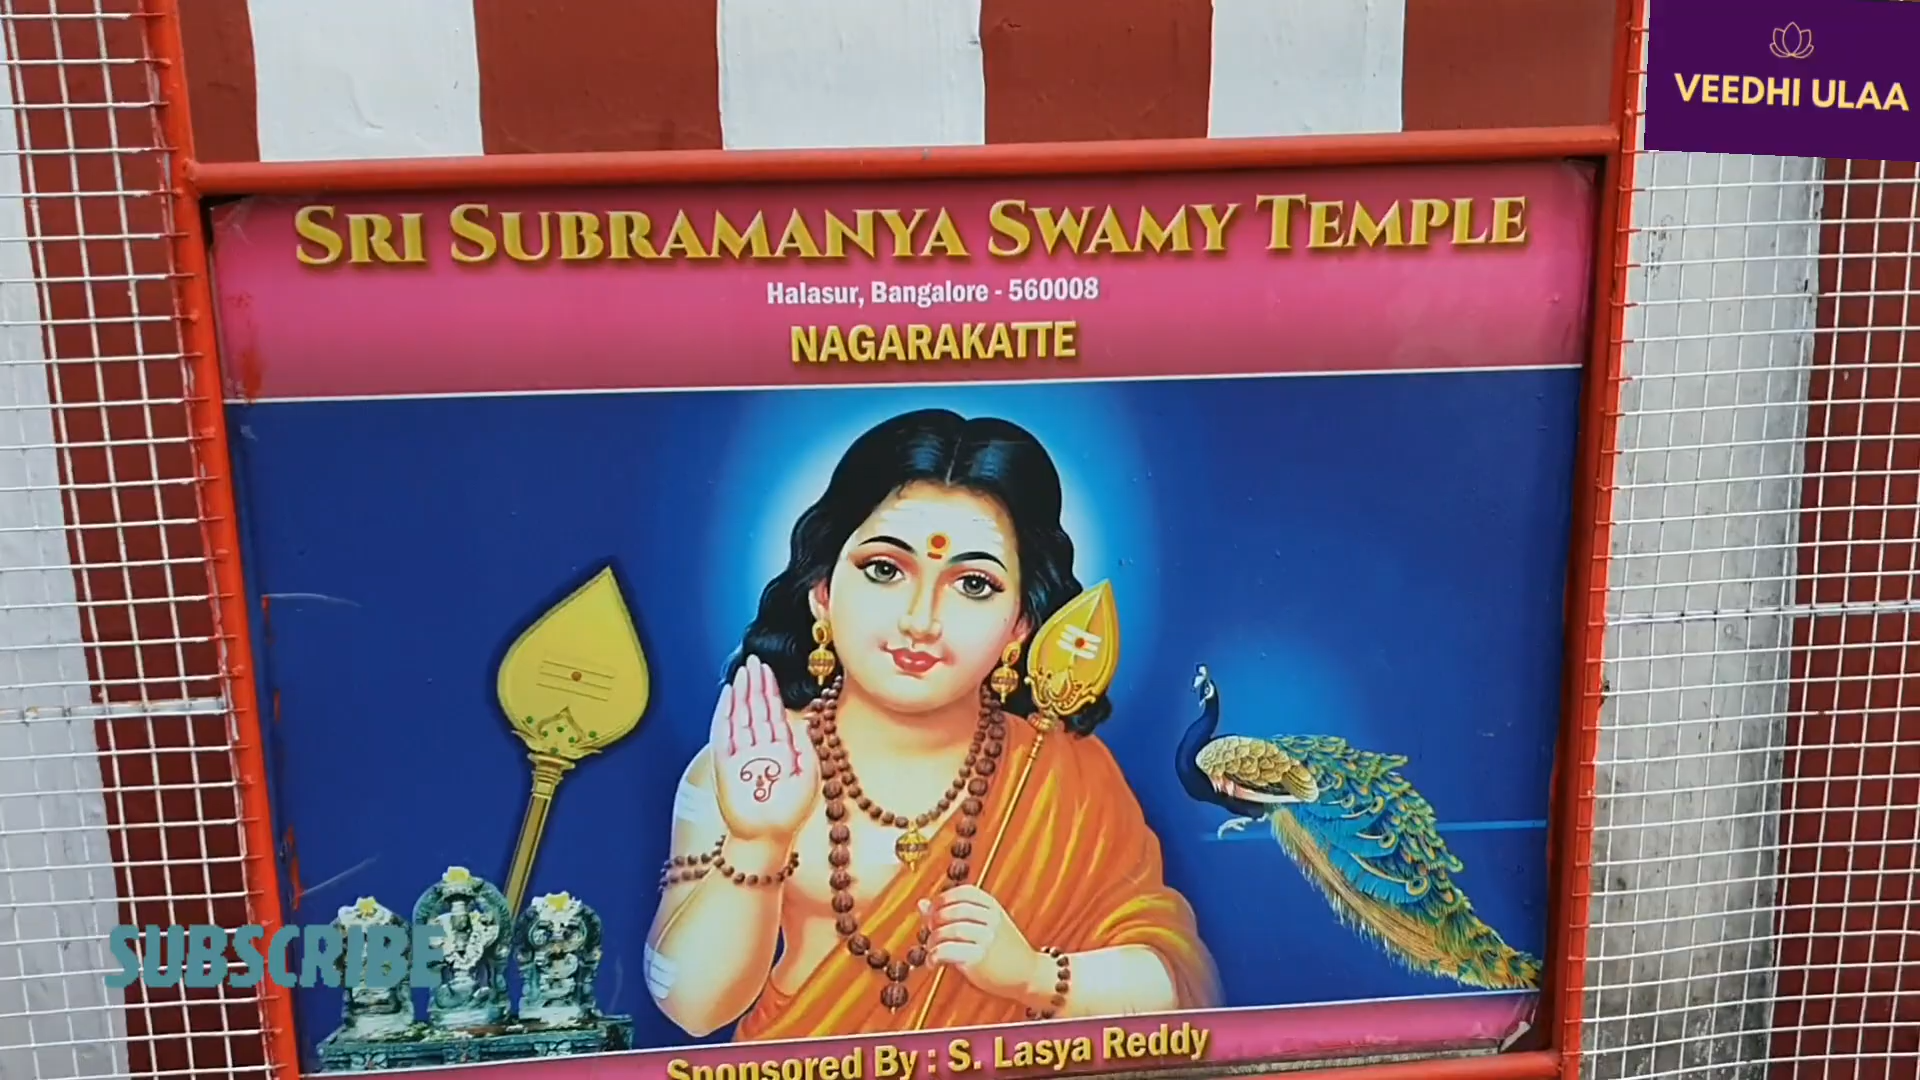 VEEDHI ULAA
SRI SUBRAMANYA SWAMY TEMPLE
Halasur, Bangalore - 560008
NAGARAKATTE
ஓ
SUBSCRIBE
Sponsored By : S. Lasya Reddy